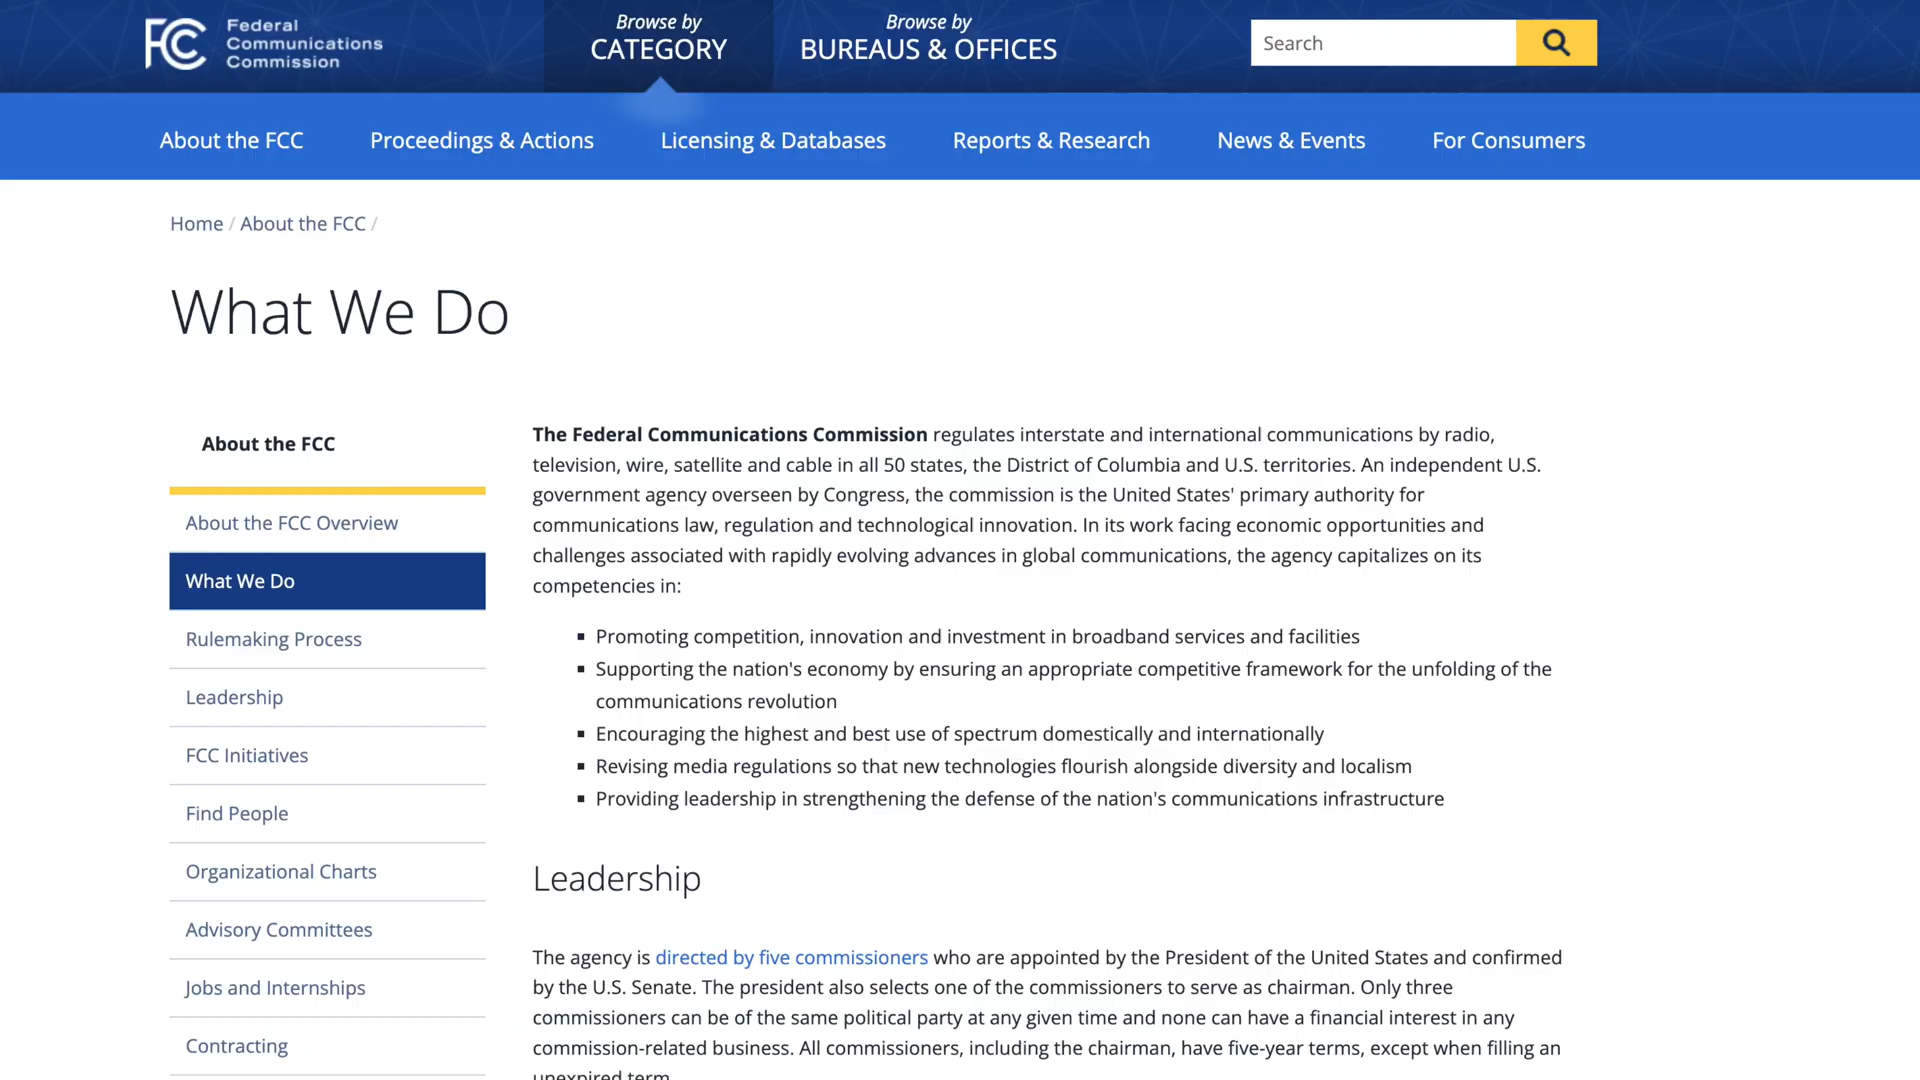 Federal
Communications
Commission
Browse by
CATEGORY
Browse by
BUREAUS & OFFICES
Search
About the FCC
Proceedings & Actions
Licensing & Databases
Reports & Research
News & Events
For Consumers
Home / About the FCC /
What We Do
About the FCC
About the FCC Overview
What We Do
Rulemaking Process
Leadership
FCC Initiatives
Find People
Organizational Charts
Advisory Committees
Jobs and Internships
Contracting
The Federal Communications Commission regulates interstate and international communications by radio,
television, wire, satellite and cable in all 50 states, the District of Columbia and U.S. territories. An independent U.S.
government agency overseen by Congress, the commission is the United States' primary authority for
communications law, regulation and technological innovation. In its work facing economic opportunities and
challenges associated with rapidly evolving advances in global communications, the agency capitalizes on its
competencies in:
Promoting competition, innovation and investment in broadband services and facilities
Supporting the nation's economy by ensuring an appropriate competitive framework for the unfolding of the
communications revolution
Encouraging the highest and best use of spectrum domestically and internationally
Revising media regulations so that new technologies flourish alongside diversity and localism
Providing leadership in strengthening the defense of the nation's communications infrastructure
Leadership
The agency is directed by five commissioners who are appointed by the President of the United States and confirmed
by the U.S. Senate. The president also selects one of the commissioners to serve as chairman. Only three
commissioners can be of the same political party at any given time and none can have a financial interest in any
commission-related business. All commissioners, including the chairman, have five-year terms, except when filling an
unexpired term.